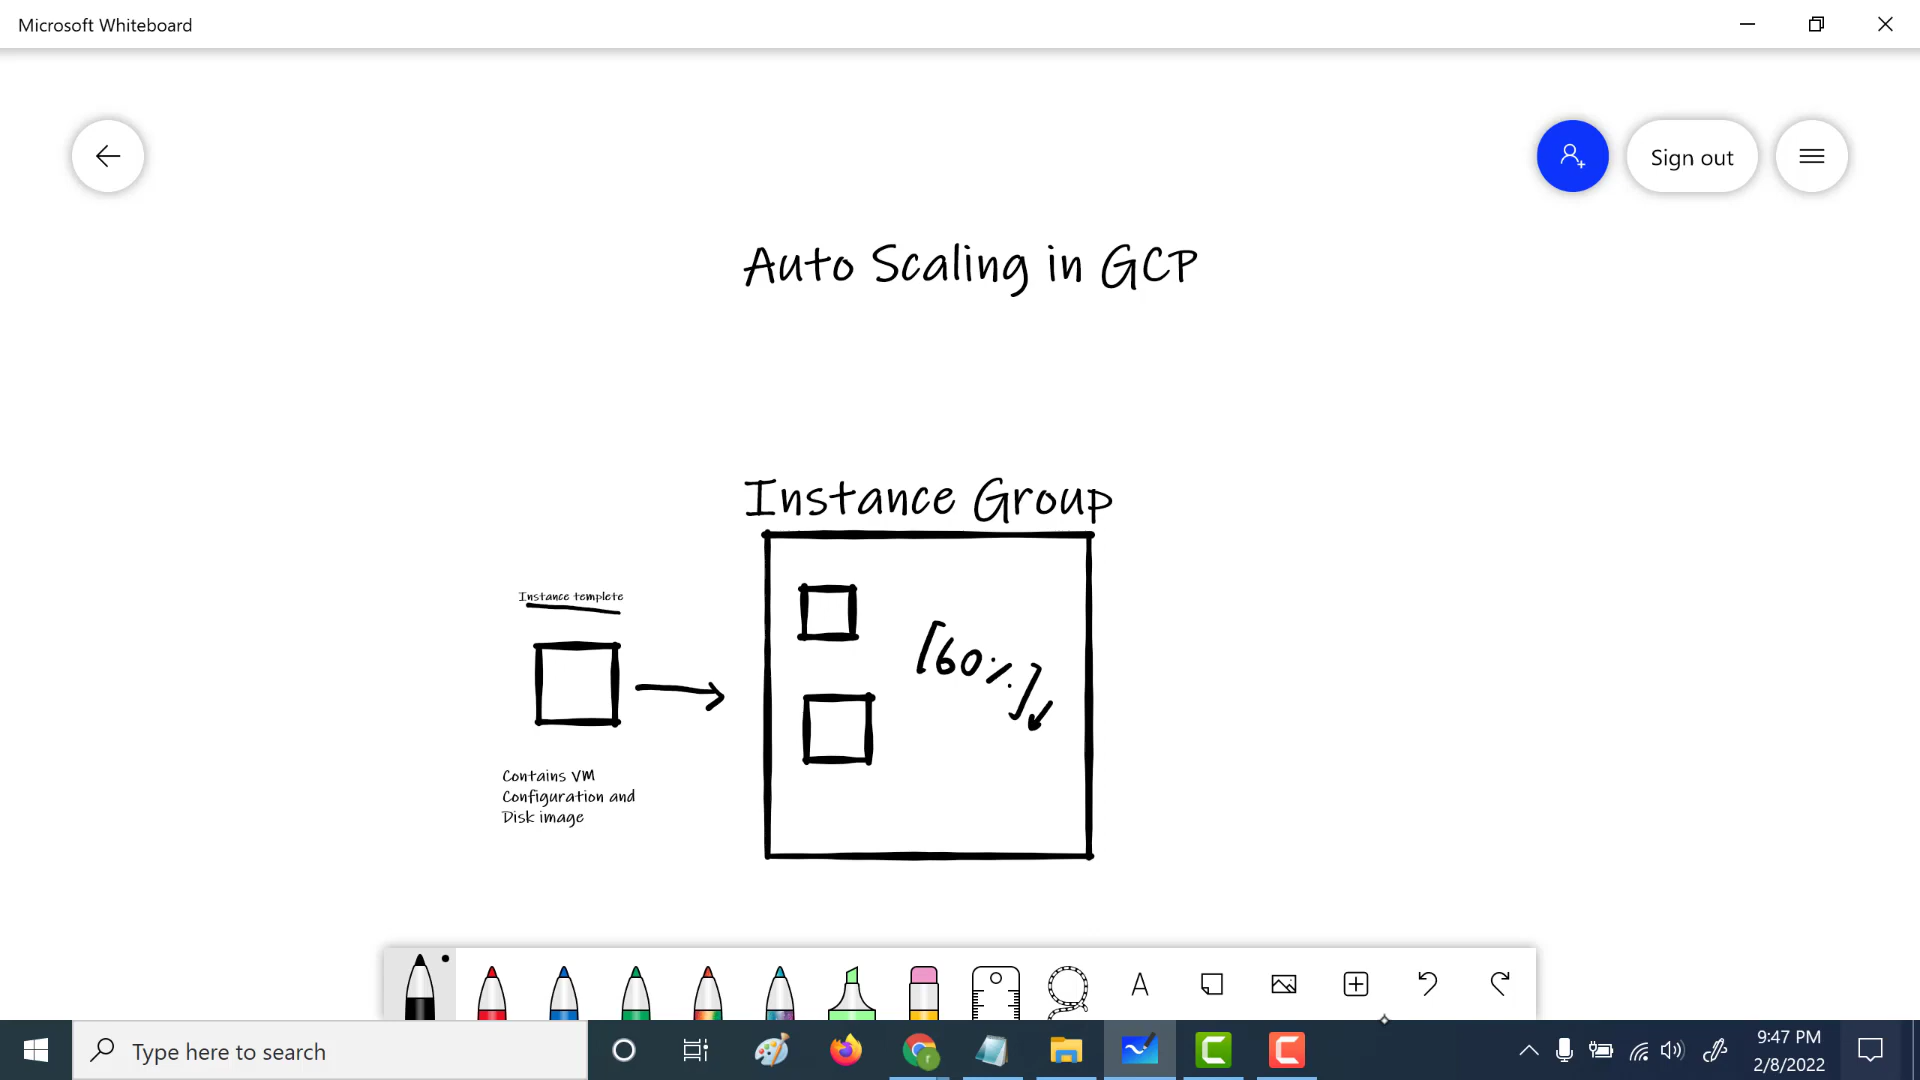 Microsoft Whiteboard
Sign out
Auto Scaling in GCP
Instance Group
Instance templete
[60%]
Contains VM
Configuration and
Disk image
A
Type here to search
9:47 PM
2/8/2022